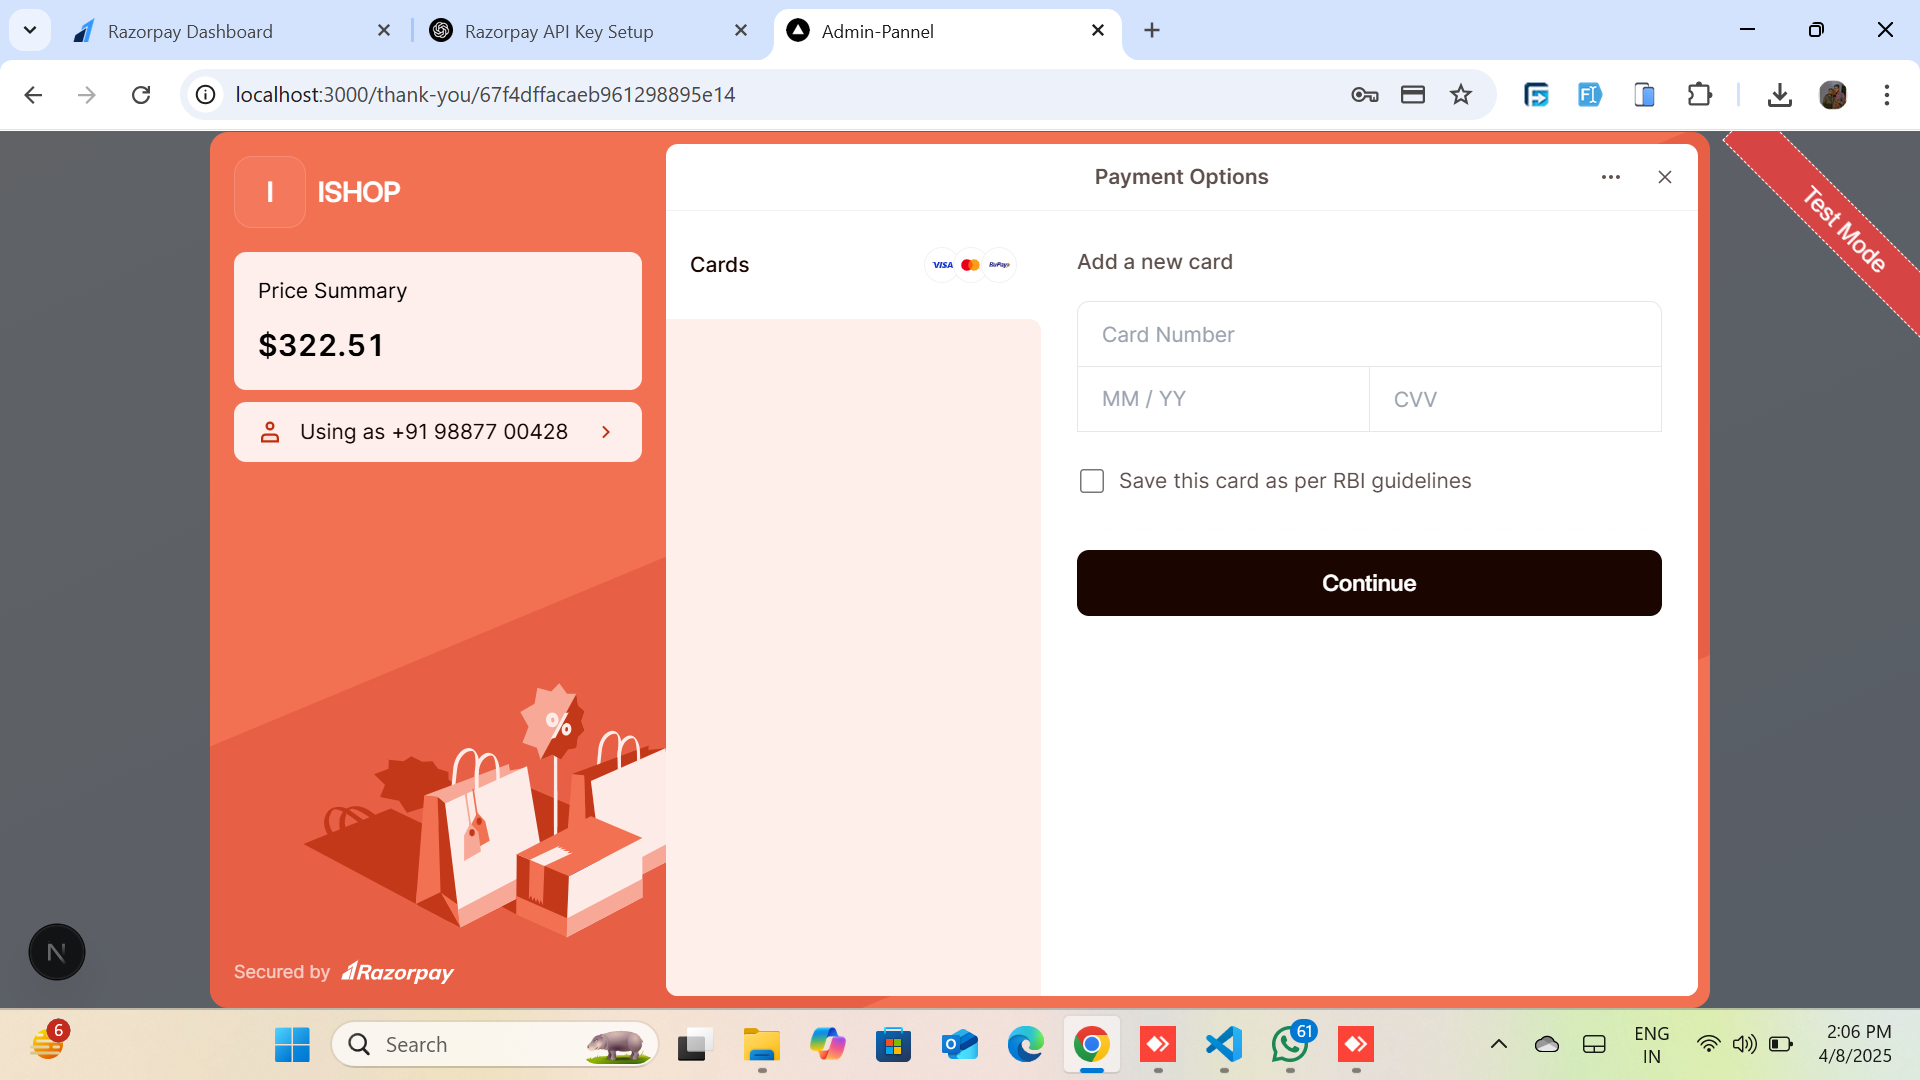 Razorpay Dashboard
Razorpay API Key Setup
Admin-Pannel
localhost:3000/thank-you/67f4dffacaeb961298895e14
I
ISHOP
Price Summary
$322.51
Using as +91 98877 00428
%
Secured by Razorpay
Payment Options
Cards
VISA
RuPay
Add a new card
Card Number
MM / YY
CVV
Save this card as per RBI guidelines
Continue
Test Mode
N
6
Search
61
ENG
IN
2:06 PM
4/8/2025